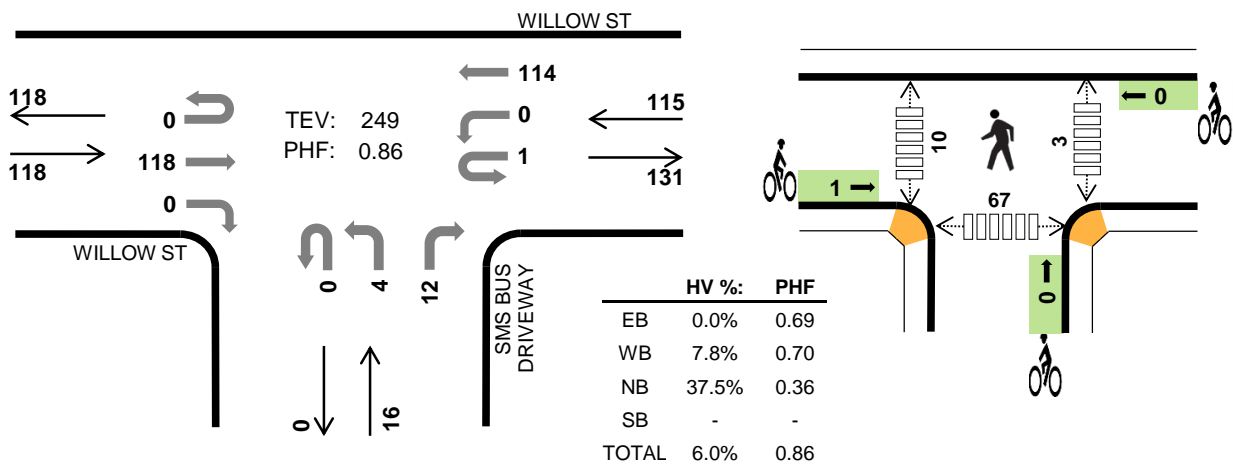 WILLOW ST
114
118
0
0
115
TEV: 249
PHF: 0.86
118
118
1
131
0
WILLOW ST
0
4
12
SMS BUS
DRIVEWAY
0
16
HV %: PHF
EB 0.0% 0.69
WB 7.8% 0.70
NB 37.5% 0.36
SB - -
TOTAL 6.0% 0.86
0
10
3
1
67
0